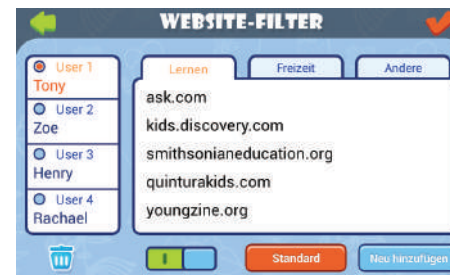 WEBSITE-FILTER
User 1
Tony
User 2
Zoe
User 3
Henry
User 4
Rachael
Lernen
Freizeit
Andere
ask.com
kids.discovery.com
smithsonianeducation.org
quinturakids.com
youngzine.org
Standard
Neu hinzufügen